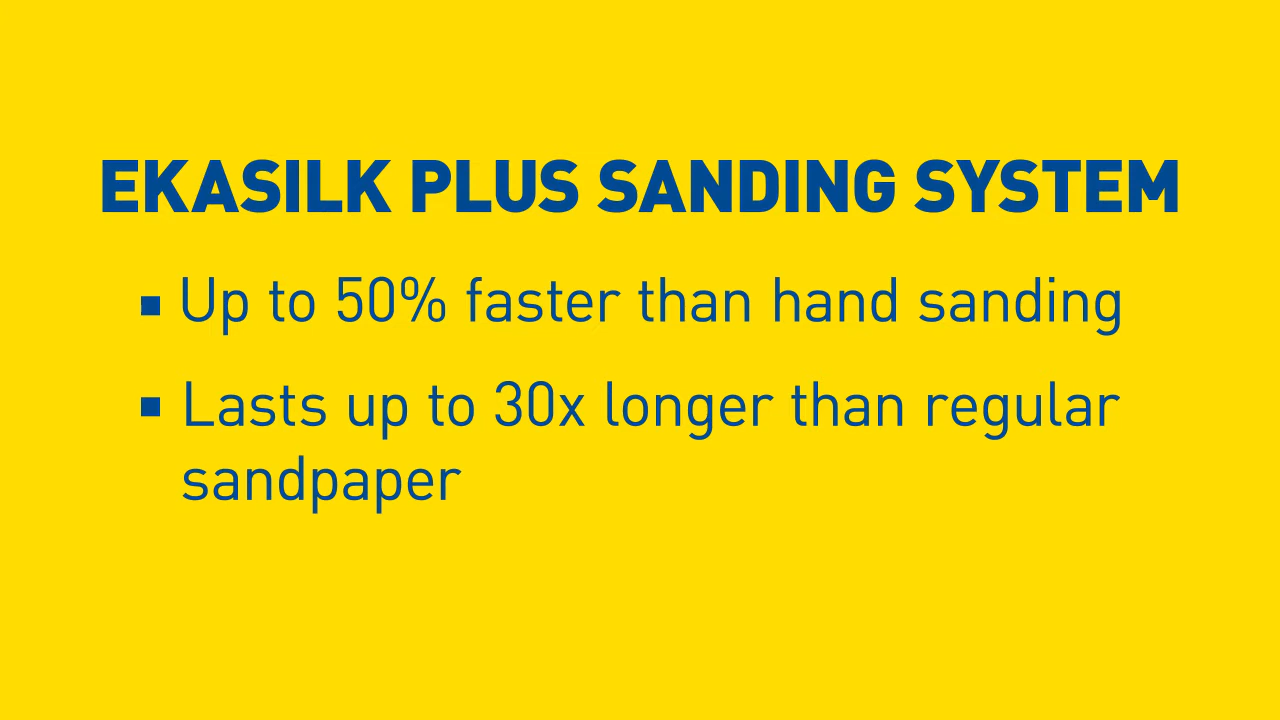 EKASILK PLUS SANDING SYSTEM
▪ Up to 50% faster than hand sanding
▪ Lasts up to 30x longer than regular
sandpaper